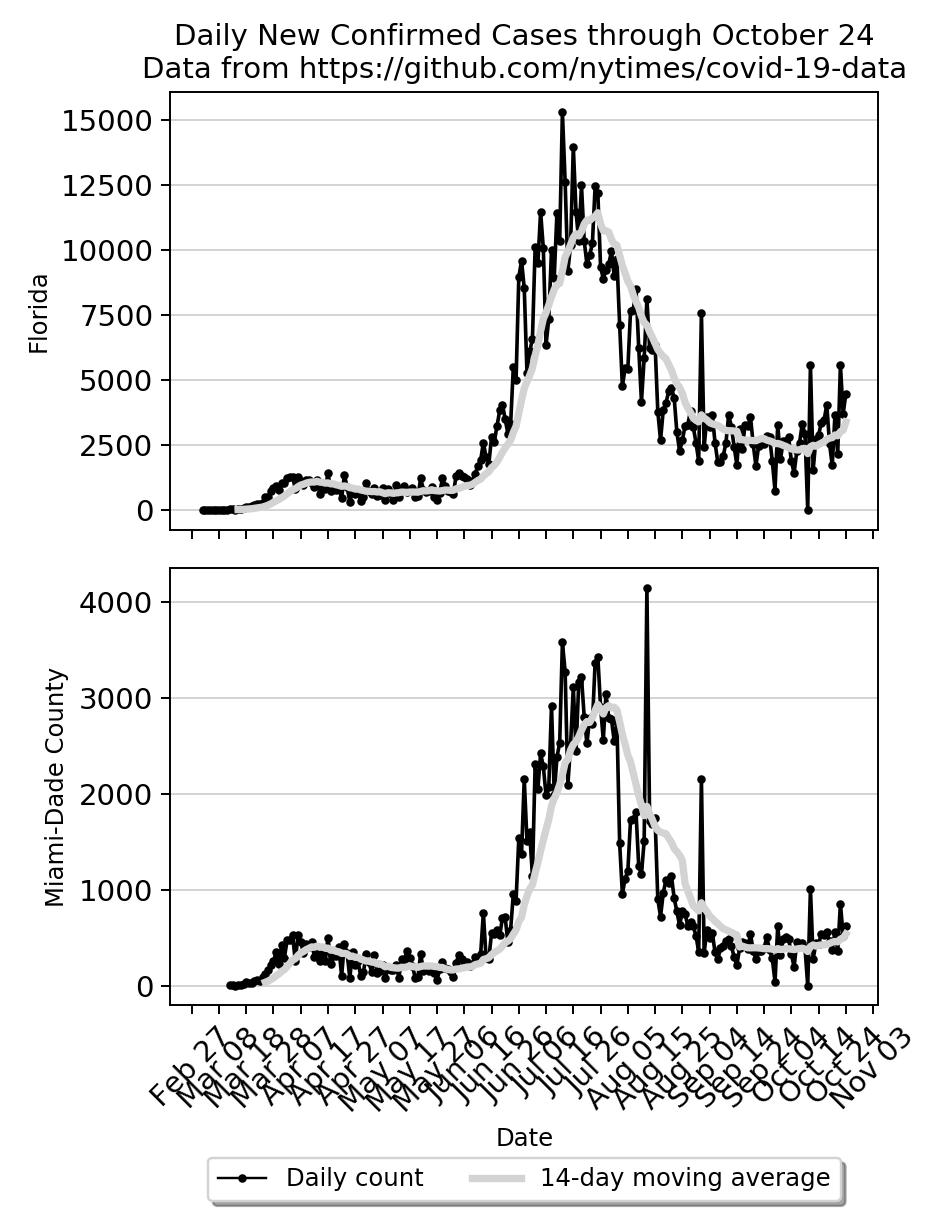 Daily New Confirmed Cases through October 24
Data from https://github.com/nytimes/covid-19-data
15000
12500
10000
7500
5000
2500
0
Florida
4000
3000
2000
1000
0
Miami-Dade County
Feb 27
Mar 08
Mar 18
Mar 28
Apr 07
Apr 17
Apr 27
May 07
May 17
May 27
Jun 06
Jun 16
Jun 26
Jul 06
Jul 16
Jul 26
Aug 05
Aug 15
Aug 25
Sep 04
Sep 14
Sep 24
Oct 04
Oct 14
Oct 24
Nov 03
Date
Daily count
14-day moving average